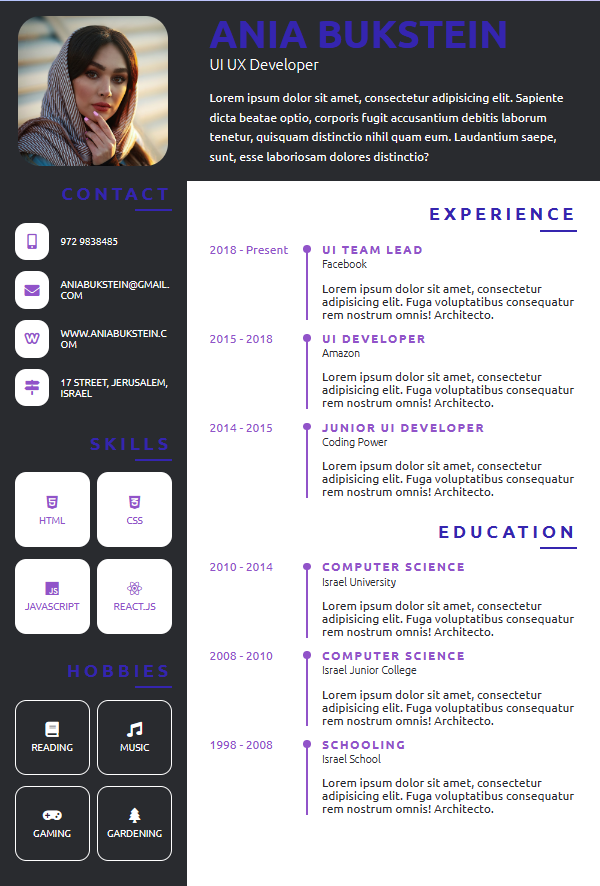 ANIA BUKSTEIN
UI UX Developer
Lorem ipsum dolor sit amet, consectetur adipisicing elit. Sapiente
dicta beatae optio, corporis fugit accusantium debitis laborum
tenetur, quisquam distinctio nihil quam eum. Laudantium saepe,
sunt, esse laboriosam dolores distinctio?
CONTACT
972 9838485
ANIABUKSTEIN@GMAIL.
COM
WWW.ANIABUKSTEIN.C
OM
17 STREET, JERUSALEM,
ISRAEL
SKILLS
HTML
CSS
JS
JAVASCRIPT
REACT.JS
HOBBIES
READING
MUSIC
GAMING
GARDENING
EXPERIENCE
2018 - Present
UI TEAM LEAD
Facebook
Lorem ipsum dolor sit amet, consectetur
adipisicing elit. Fuga voluptatibus consequatur
rem nostrum omnis! Architecto.
2015 - 2018
UI DEVELOPER
Amazon
Lorem ipsum dolor sit amet, consectetur
adipisicing elit. Fuga voluptatibus consequatur
rem nostrum omnis! Architecto.
2014 - 2015
JUNIOR UI DEVELOPER
Coding Power
Lorem ipsum dolor sit amet, consectetur
adipisicing elit. Fuga voluptatibus consequatur
rem nostrum omnis! Architecto.
EDUCATION
2010 - 2014
COMPUTER SCIENCE
Israel University
Lorem ipsum dolor sit amet, consectetur
adipisicing elit. Fuga voluptatibus consequatur
rem nostrum omnis! Architecto.
2008 - 2010
COMPUTER SCIENCE
Israel Junior College
Lorem ipsum dolor sit amet, consectetur
adipisicing elit. Fuga voluptatibus consequatur
rem nostrum omnis! Architecto.
1998 - 2008
SCHOOLING
Israel School
Lorem ipsum dolor sit amet, consectetur
adipisicing elit. Fuga voluptatibus consequatur
rem nostrum omnis! Architecto.